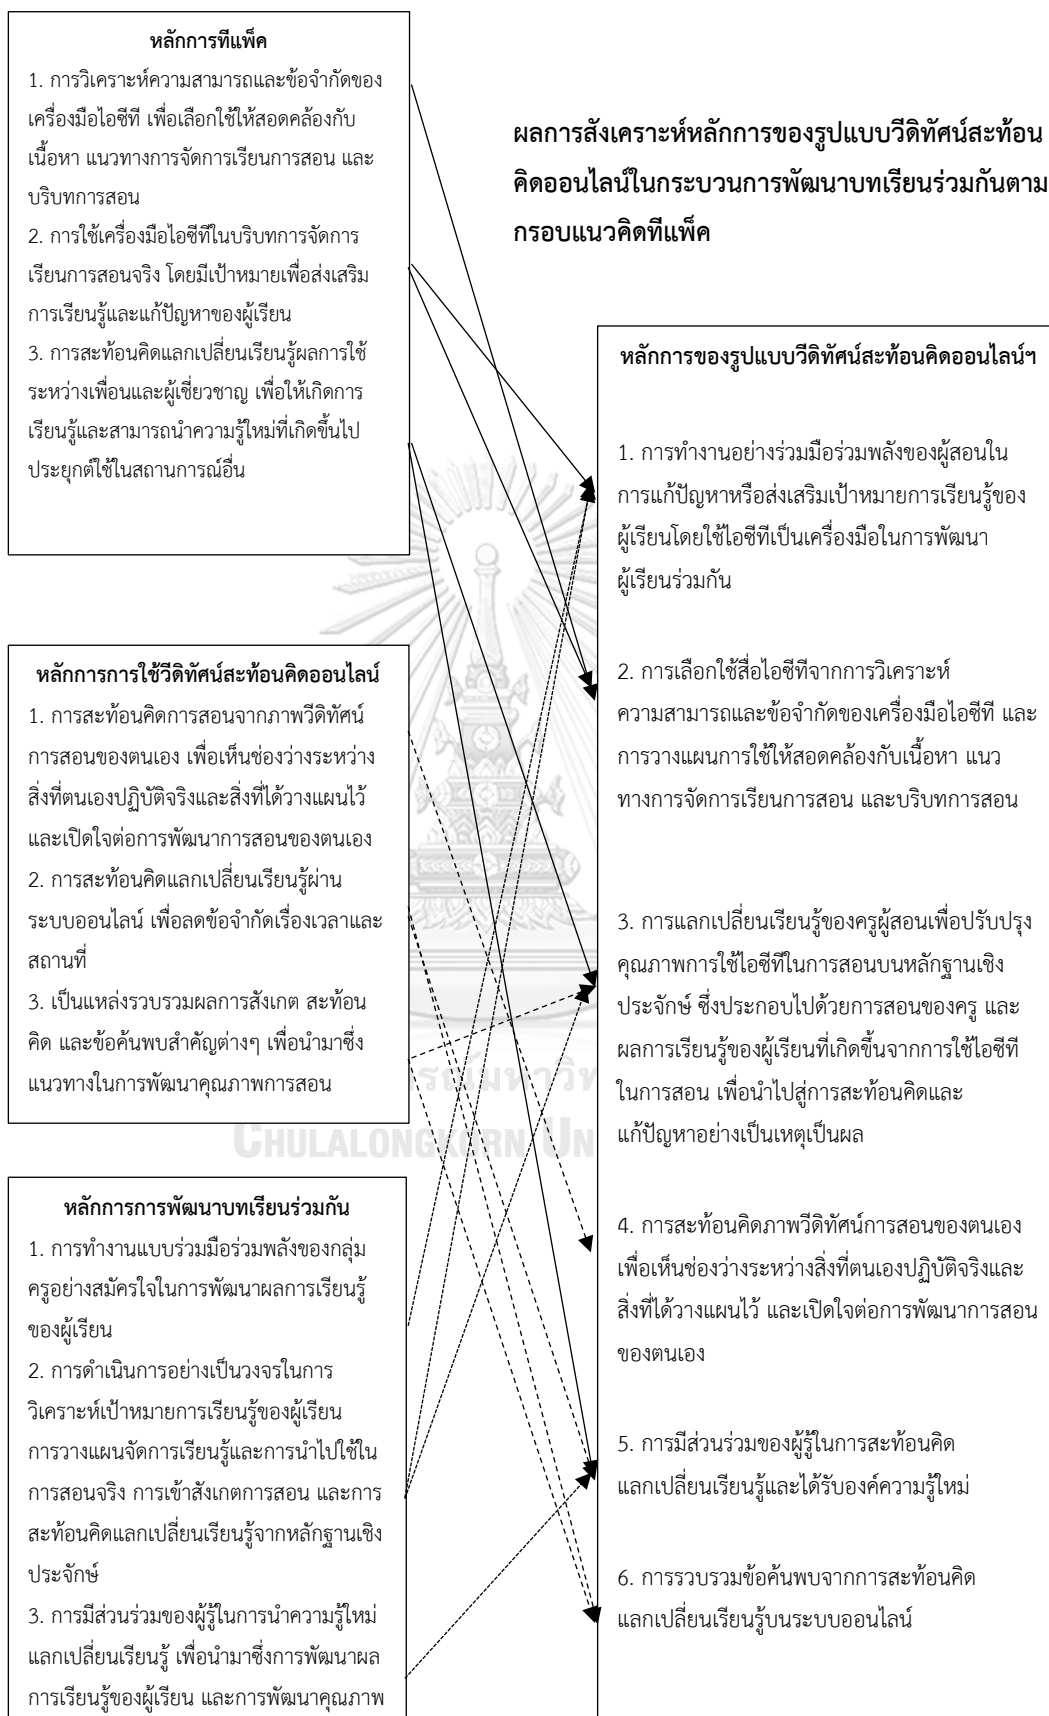 หลักการทีแพ็ค
1. การวิเคราะห์ความสามารถและข้อจำกัดของ
เครื่องมือไอซีที เพื่อเลือกใช้ให้สอดคล้องกับ
เนื้อหา แนวทางการจัดการเรียนการสอน และ
บริบทการสอน
2. การใช้เครื่องมือไอซีทีในบริบทการจัดการ
เรียนการสอนจริง โดยมีเป้าหมายเพื่อส่งเสริม
การเรียนรู้และแก้ปัญหาของผู้เรียน
3. การสะท้อนคิดแลกเปลี่ยนเรียนรู้ผลการใช้
ระหว่างเพื่อนและผู้เชี่ยวชาญ เพื่อให้เกิดการ
เรียนรู้และสามารถนำความรู้ใหม่ที่เกิดขึ้นไป
ประยุกต์ใช้ในสถานการณ์อื่น
ผลการสังเคราะห์หลักการของรูปแบบวีดิทัศน์สะท้อน
คิดออนไลน์ในกระบวนการพัฒนาบทเรียนร่วมกันตาม
กรอบแนวคิดทีแพ็ค
หลักการการใช้วีดิทัศน์สะท้อนคิดออนไลน์
1. การสะท้อนคิดการสอนจากภาพวีดิทัศน์
การสอนของตนเอง เพื่อเห็นช่องว่างระหว่าง
สิ่งที่ตนเองปฏิบัติจริงและสิ่งที่ได้วางแผนไว้
และเปิดใจต่อการพัฒนาการสอนของตนเอง
2. การสะท้อนคิดแลกเปลี่ยนเรียนรู้ผ่าน
ระบบออนไลน์ เพื่อลดข้อจำกัดเรื่องเวลาและ
สถานที่
3. เป็นแหล่งรวบรวมผลการสังเกต สะท้อน
คิด และข้อค้นพบสำคัญต่างๆ เพื่อนำมาซึ่ง
แนวทางในการพัฒนาคุณภาพการสอน
หลักการการพัฒนาบทเรียนร่วมกัน
1. การทำงานแบบร่วมมือร่วมพลังของกลุ่ม
ครูอย่างสมัครใจในการพัฒนาผลการเรียนรู้
ของผู้เรียน
2. การดำเนินการอย่างเป็นวงจรในการ
วิเคราะห์เป้าหมายการเรียนรู้ของผู้เรียน
การวางแผนจัดการเรียนรู้และการนำไปใช้ใน
การสอนจริง การเข้าสังเกตการสอน และการ
สะท้อนคิดแลกเปลี่ยนเรียนรู้จากหลักฐานเชิง
ประจักษ์
3. การมีส่วนร่วมของผู้รู้ในการนำความรู้ใหม่
แลกเปลี่ยนเรียนรู้ เพื่อนำมาซึ่งการพัฒนาผล
การเรียนรู้ของผู้เรียน และการพัฒนาคุณภาพ
หลักการของรูปแบบวีดิทัศน์สะท้อนคิดออนไลน์ฯ
1. การทำงานอย่างร่วมมือร่วมพลังของผู้สอนใน
การแก้ปัญหาหรือส่งเสริมเป้าหมายการเรียนรู้ของ
ผู้เรียนโดยใช้ไอซีทีเป็นเครื่องมือในการพัฒนา
ผู้เรียนร่วมกัน
2. การเลือกใช้สื่อไอซีทีจากการวิเคราะห์
ความสามารถและข้อจำกัดของเครื่องมือไอซีที และ
การวางแผนการใช้ให้สอดคล้องกับเนื้อหา แนว
ทางการจัดการเรียนการสอน และบริบทการสอน
3. การแลกเปลี่ยนเรียนรู้ของครูผู้สอนเพื่อปรับปรุง
คุณภาพการใช้ไอซีทีในการสอนบนหลักฐานเชิง
ประจักษ์ ซึ่งประกอบไปด้วยการสอนของครู และ
ผลการเรียนรู้ของผู้เรียนที่เกิดขึ้นจากการใช้ไอซีที
ในการสอน เพื่อนำไปสู่การสะท้อนคิดและ
แก้ปัญหาอย่างเป็นเหตุเป็นผล
4. การสะท้อนคิดภาพวีดิทัศน์การสอนของตนเอง
เพื่อเห็นช่องว่างระหว่างสิ่งที่ตนเองปฏิบัติจริงและ
สิ่งที่ได้วางแผนไว้ และเปิดใจต่อการพัฒนาการสอน
ของตนเอง
5. การมีส่วนร่วมของผู้รู้ในการสะท้อนคิด
แลกเปลี่ยนเรียนรู้และได้รับองค์ความรู้ใหม่
6. การรวบรวมข้อค้นพบจากการสะท้อนคิด
แลกเปลี่ยนเรียนรู้บนระบบออนไลน์
CHULALONGKORN UN